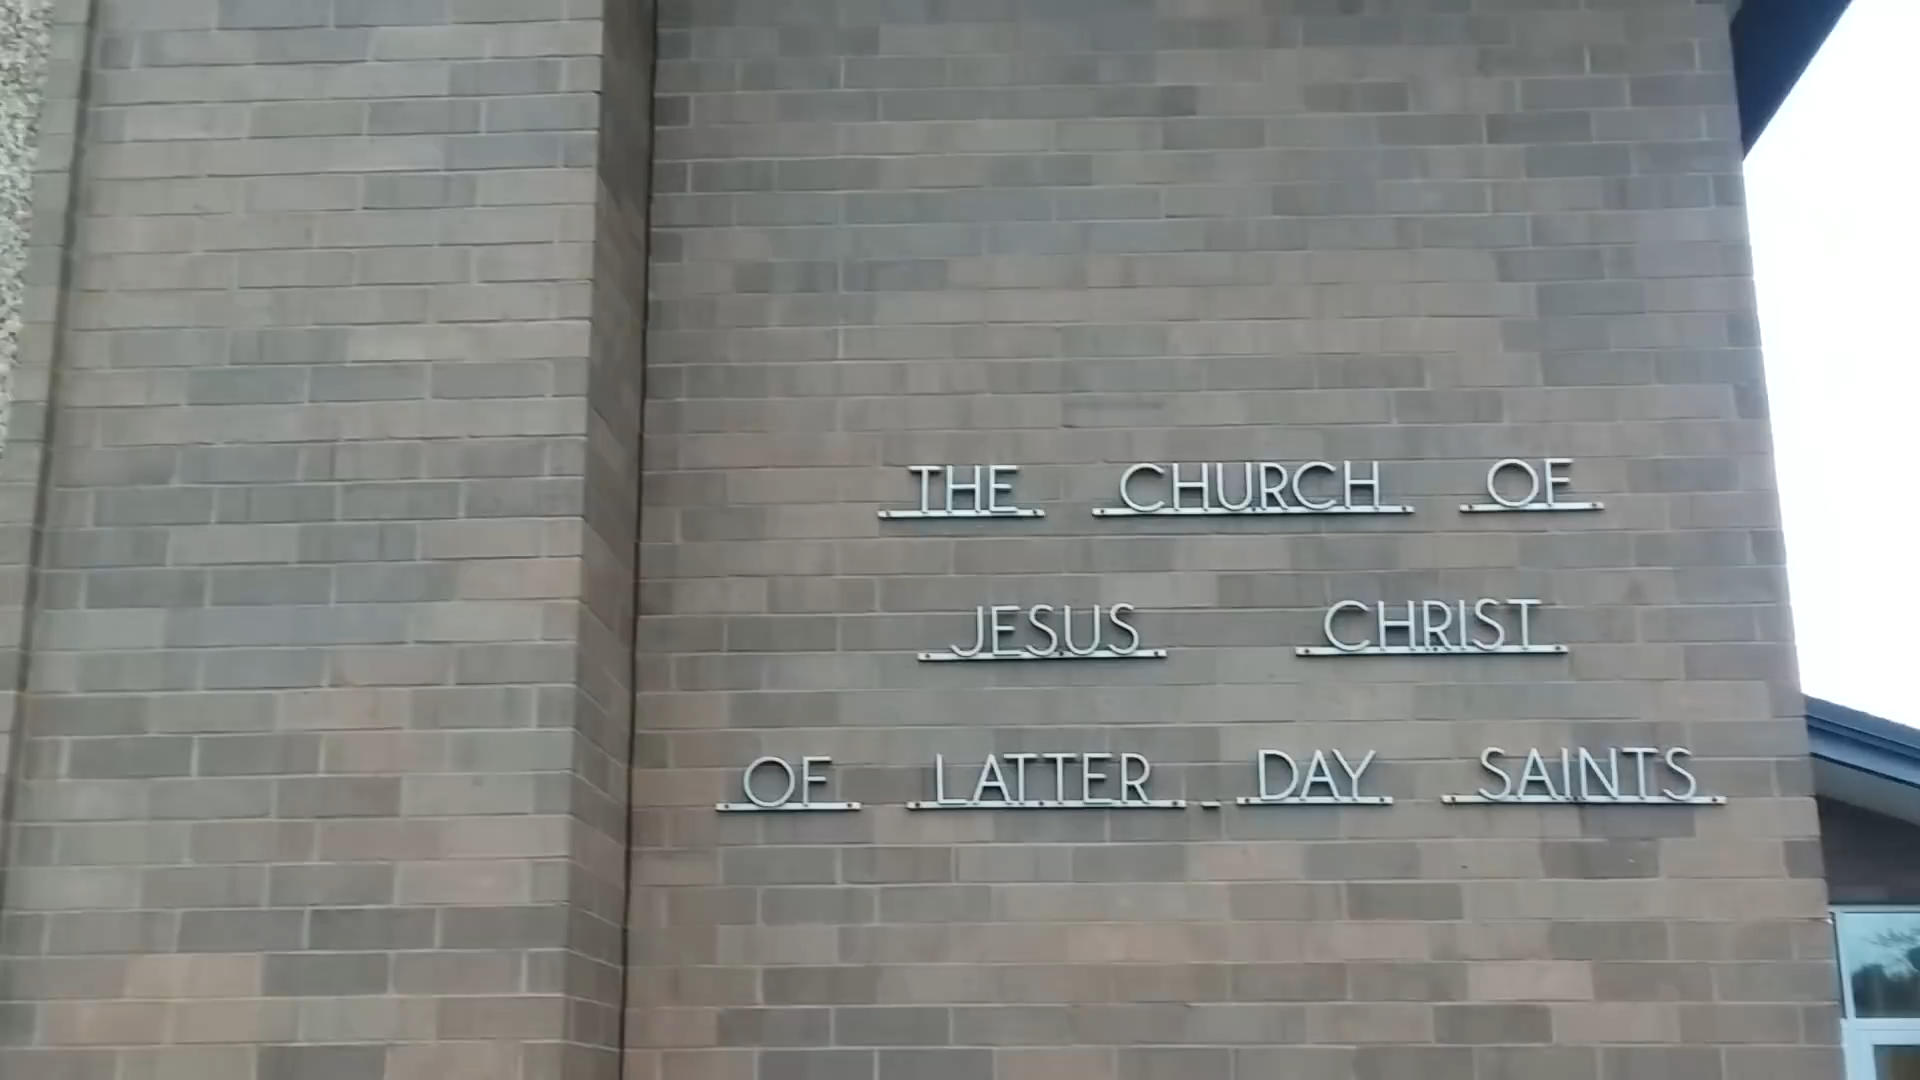 THE CHURCH OF
JESUS CHRIST
OF LATTER-DAY SAINTS